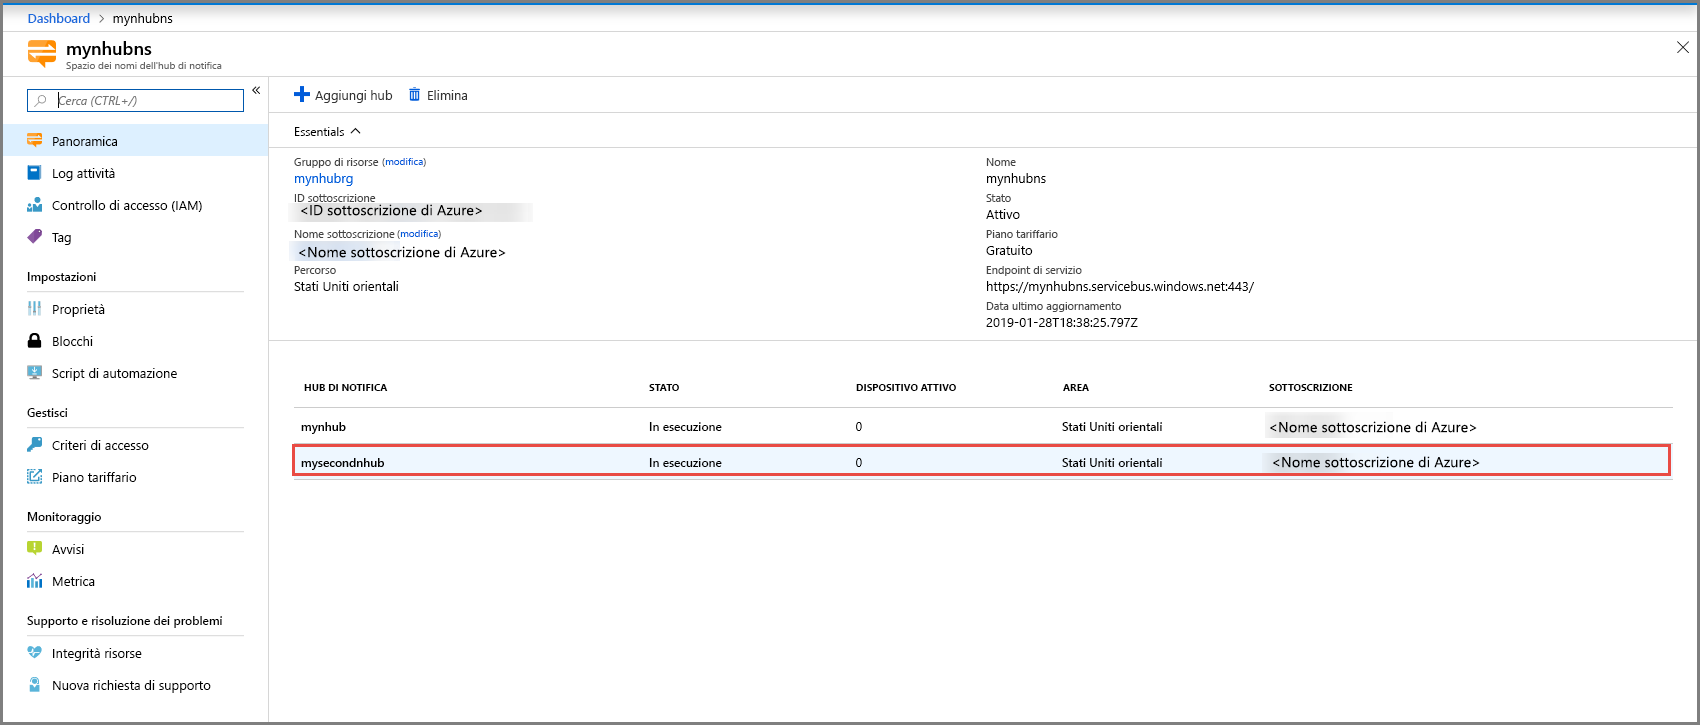 Dashboard > mynhubns
mynhubns
Spazio dei nomi dell'hub di notifica
Cerca (CTRL+/)
«
Panoramica
Log attività
Controllo di accesso (IAM)
Tag
Impostazioni
Proprietà
Blocchi
Script di automazione
Gestisci
Criteri di accesso
Piano tariffario
Monitoraggio
Avvisi
Metrica
Supporto e risoluzione dei problemi
Integrità risorse
Nuova richiesta di supporto
Aggiungi hub Elimina
Essentials
Gruppo di risorse (modifica)
mynhubrg
ID sottoscrizione
<ID sottoscrizione di Azure>
Nome sottoscrizione (modifica)
<Nome sottoscrizione di Azure>
Percorso
Stati Uniti orientali
Nome
mynhubns
Stato
Attivo
Piano tariffario
Gratuito
Endpoint di servizio
https://mynhubns.servicebus.windows.net:443/
Data ultimo aggiornamento
2019-01-28T18:38:25.797Z
HUB DI NOTIFICA STATO DISPOSITIVO ATTIVO AREA SOTTOSCRIZIONE
mynhub In esecuzione 0 Stati Uniti orientali <Nome sottoscrizione di Azure>
mysecondnhub In esecuzione 0 Stati Uniti orientali <Nome sottoscrizione di Azure>